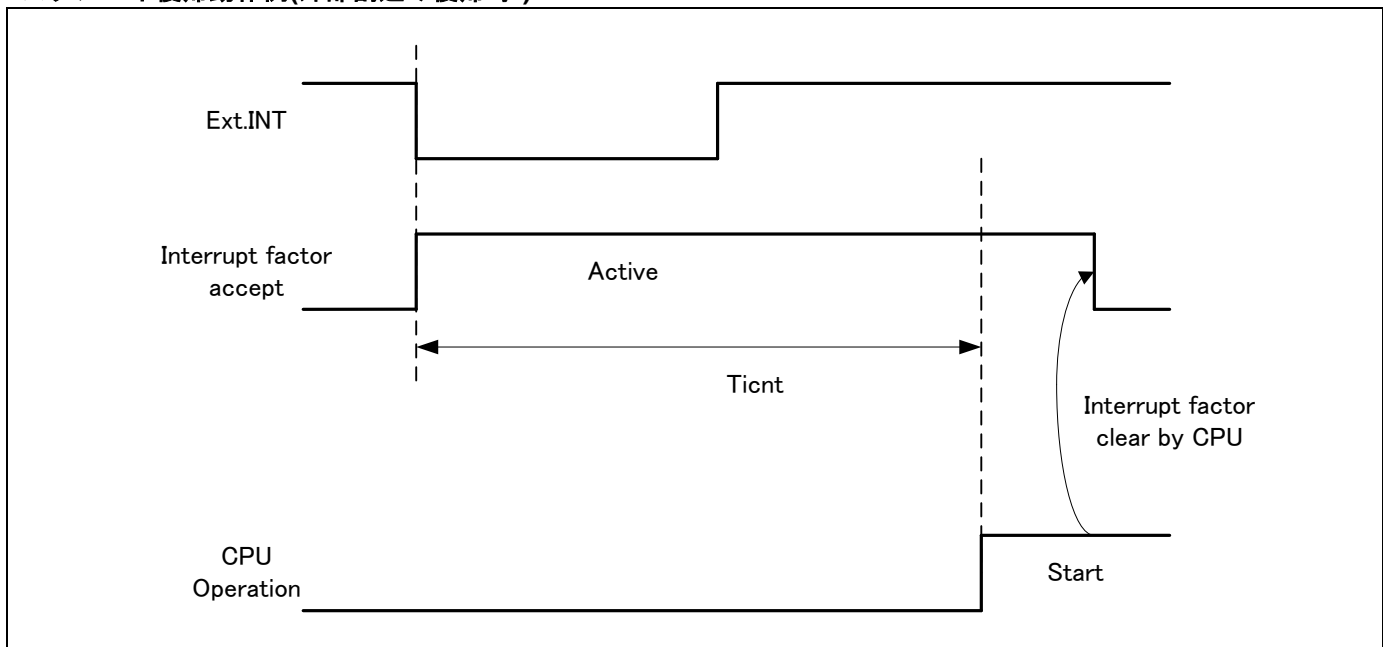 Ext.INT
Interrupt factor
accept
Active
Ticnt
Interrupt factor
clear by CPU
CPU
Operation
Start